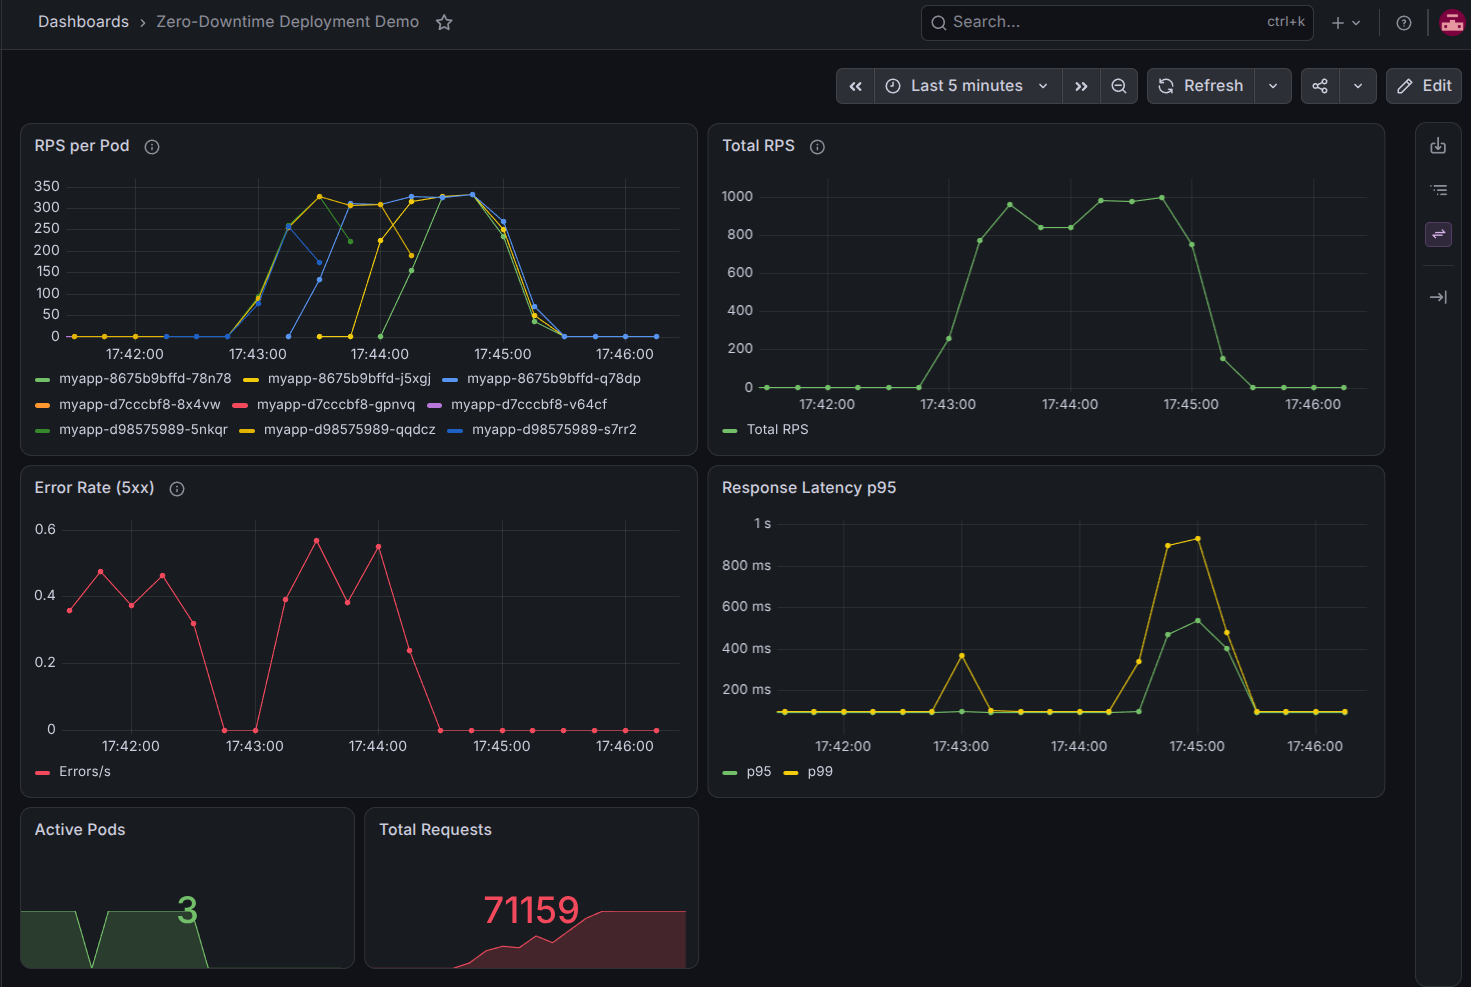 Dashboards › Zero-Downtime Deployment Demo
Search... ctrl+k
Last 5 minutes Refresh Edit
RPS per Pod
350
300
250
200
150
100
50
0
17:42:00 17:43:00 17:44:00 17:45:00 17:46:00
myapp-8675b9bffd-78n78 myapp-8675b9bffd-j5xgj myapp-8675b9bffd-q78dp
myapp-d7cccbf8-8x4vw myapp-d7cccbf8-gpnvq myapp-d7cccbf8-v64cf
myapp-d98575989-5nkqr myapp-d98575989-qqdcz myapp-d98575989-s7rr2
Total RPS
1000
800
600
400
200
0
17:42:00 17:43:00 17:44:00 17:45:00 17:46:00
Total RPS
Error Rate (5xx)
0.6
0.4
0.2
0
17:42:00 17:43:00 17:44:00 17:45:00 17:46:00
Errors/s
Response Latency p95
1 s
800 ms
600 ms
400 ms
200 ms
17:42:00 17:43:00 17:44:00 17:45:00 17:46:00
p95 p99
Active Pods
3
Total Requests
71159